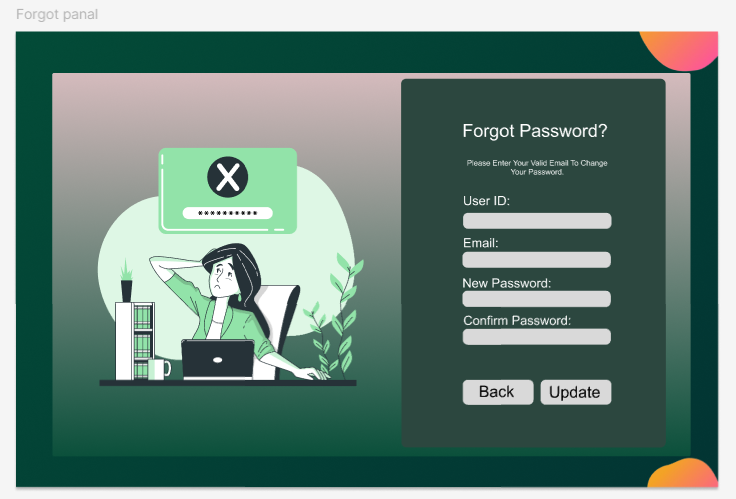 Forgot panal
X
**********
Forgot Password?
Please Enter Your Valid Email To Change
Your Password.
User ID:
Email:
New Password:
Confirm Password:
Back
Update